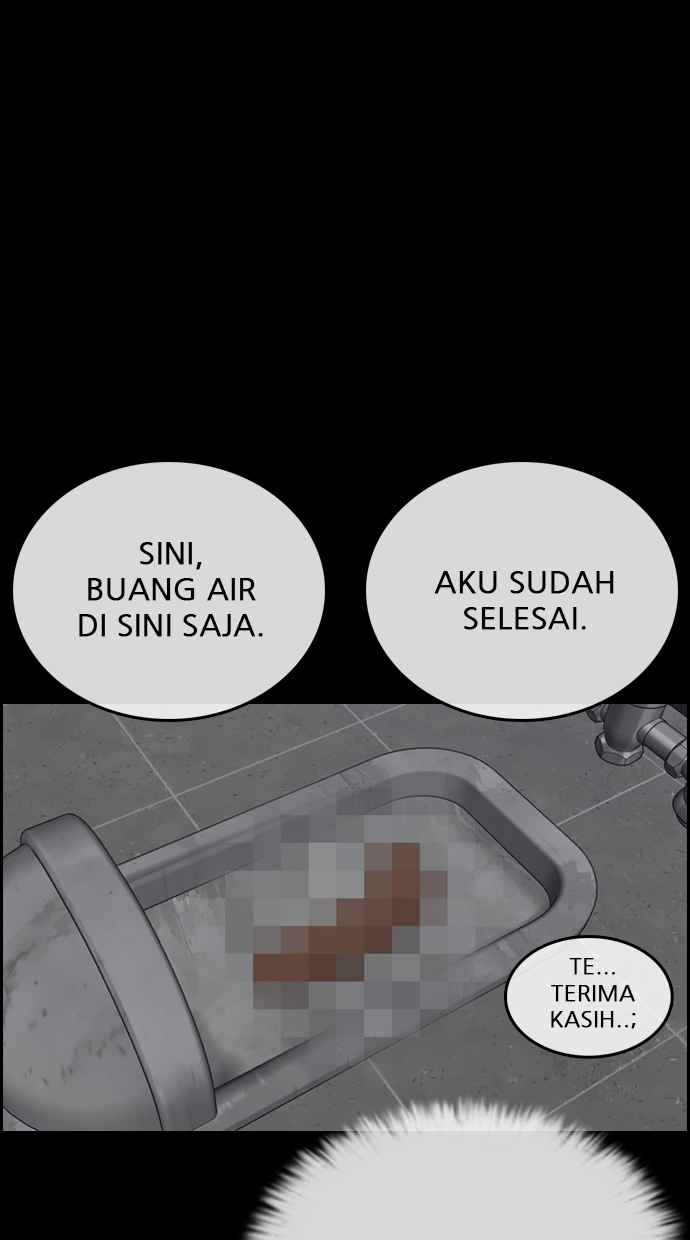 SINI,
BUANG AIR
DI SINI SAJA.
AKU SUDAH
SELESAI.
TE...
TERIMA
KASIH..;